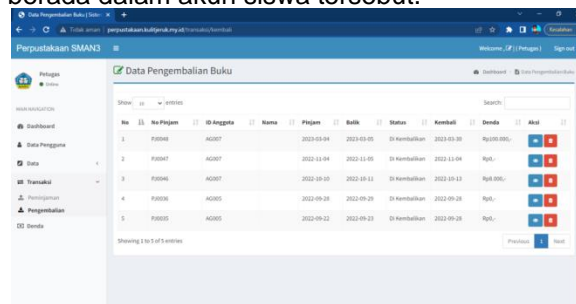 berada dalam akun siswa tersebut.
Data Pengembalian Buku | Siste
Tidak aman | perpustakaan.kulitjeruk.my.id/transaksi/kembali
Perpustakaan SMAN3
Welcome, (Petugas) Sign out
Petugas
Online
MAIN NAVIGATION
Dashboard
Data Pengguna
Data
Transaksi
Peminjaman
Pengembalian
Denda
Data Pengembalian Buku
Dashboard Data Pengembalian Buku
Show 10 entries Search:
No No Pinjam ID Anggota Nama Pinjam Balik Status Kembali Denda Aksi
1 PJ0048 AG007 2023-03-04 2023-03-05 Di Kembalikan 2023-03-30 Rp100.000,-
2 PJ0047 AG007 2022-11-04 2022-11-05 Di Kembalikan 2022-11-04 Rp0,-
3 PJ0046 AG007 2022-10-10 2022-10-11 Di Kembalikan 2022-10-13 Rp8.000,-
4 PJ0036 AG005 2022-09-28 2022-09-29 Di Kembalikan 2022-09-28 Rp0,-
5 PJ0035 AG005 2022-09-22 2022-09-23 Di Kembalikan 2022-09-28 Rp0,-
Showing 1 to 5 of 5 entries
Previous 1 Next